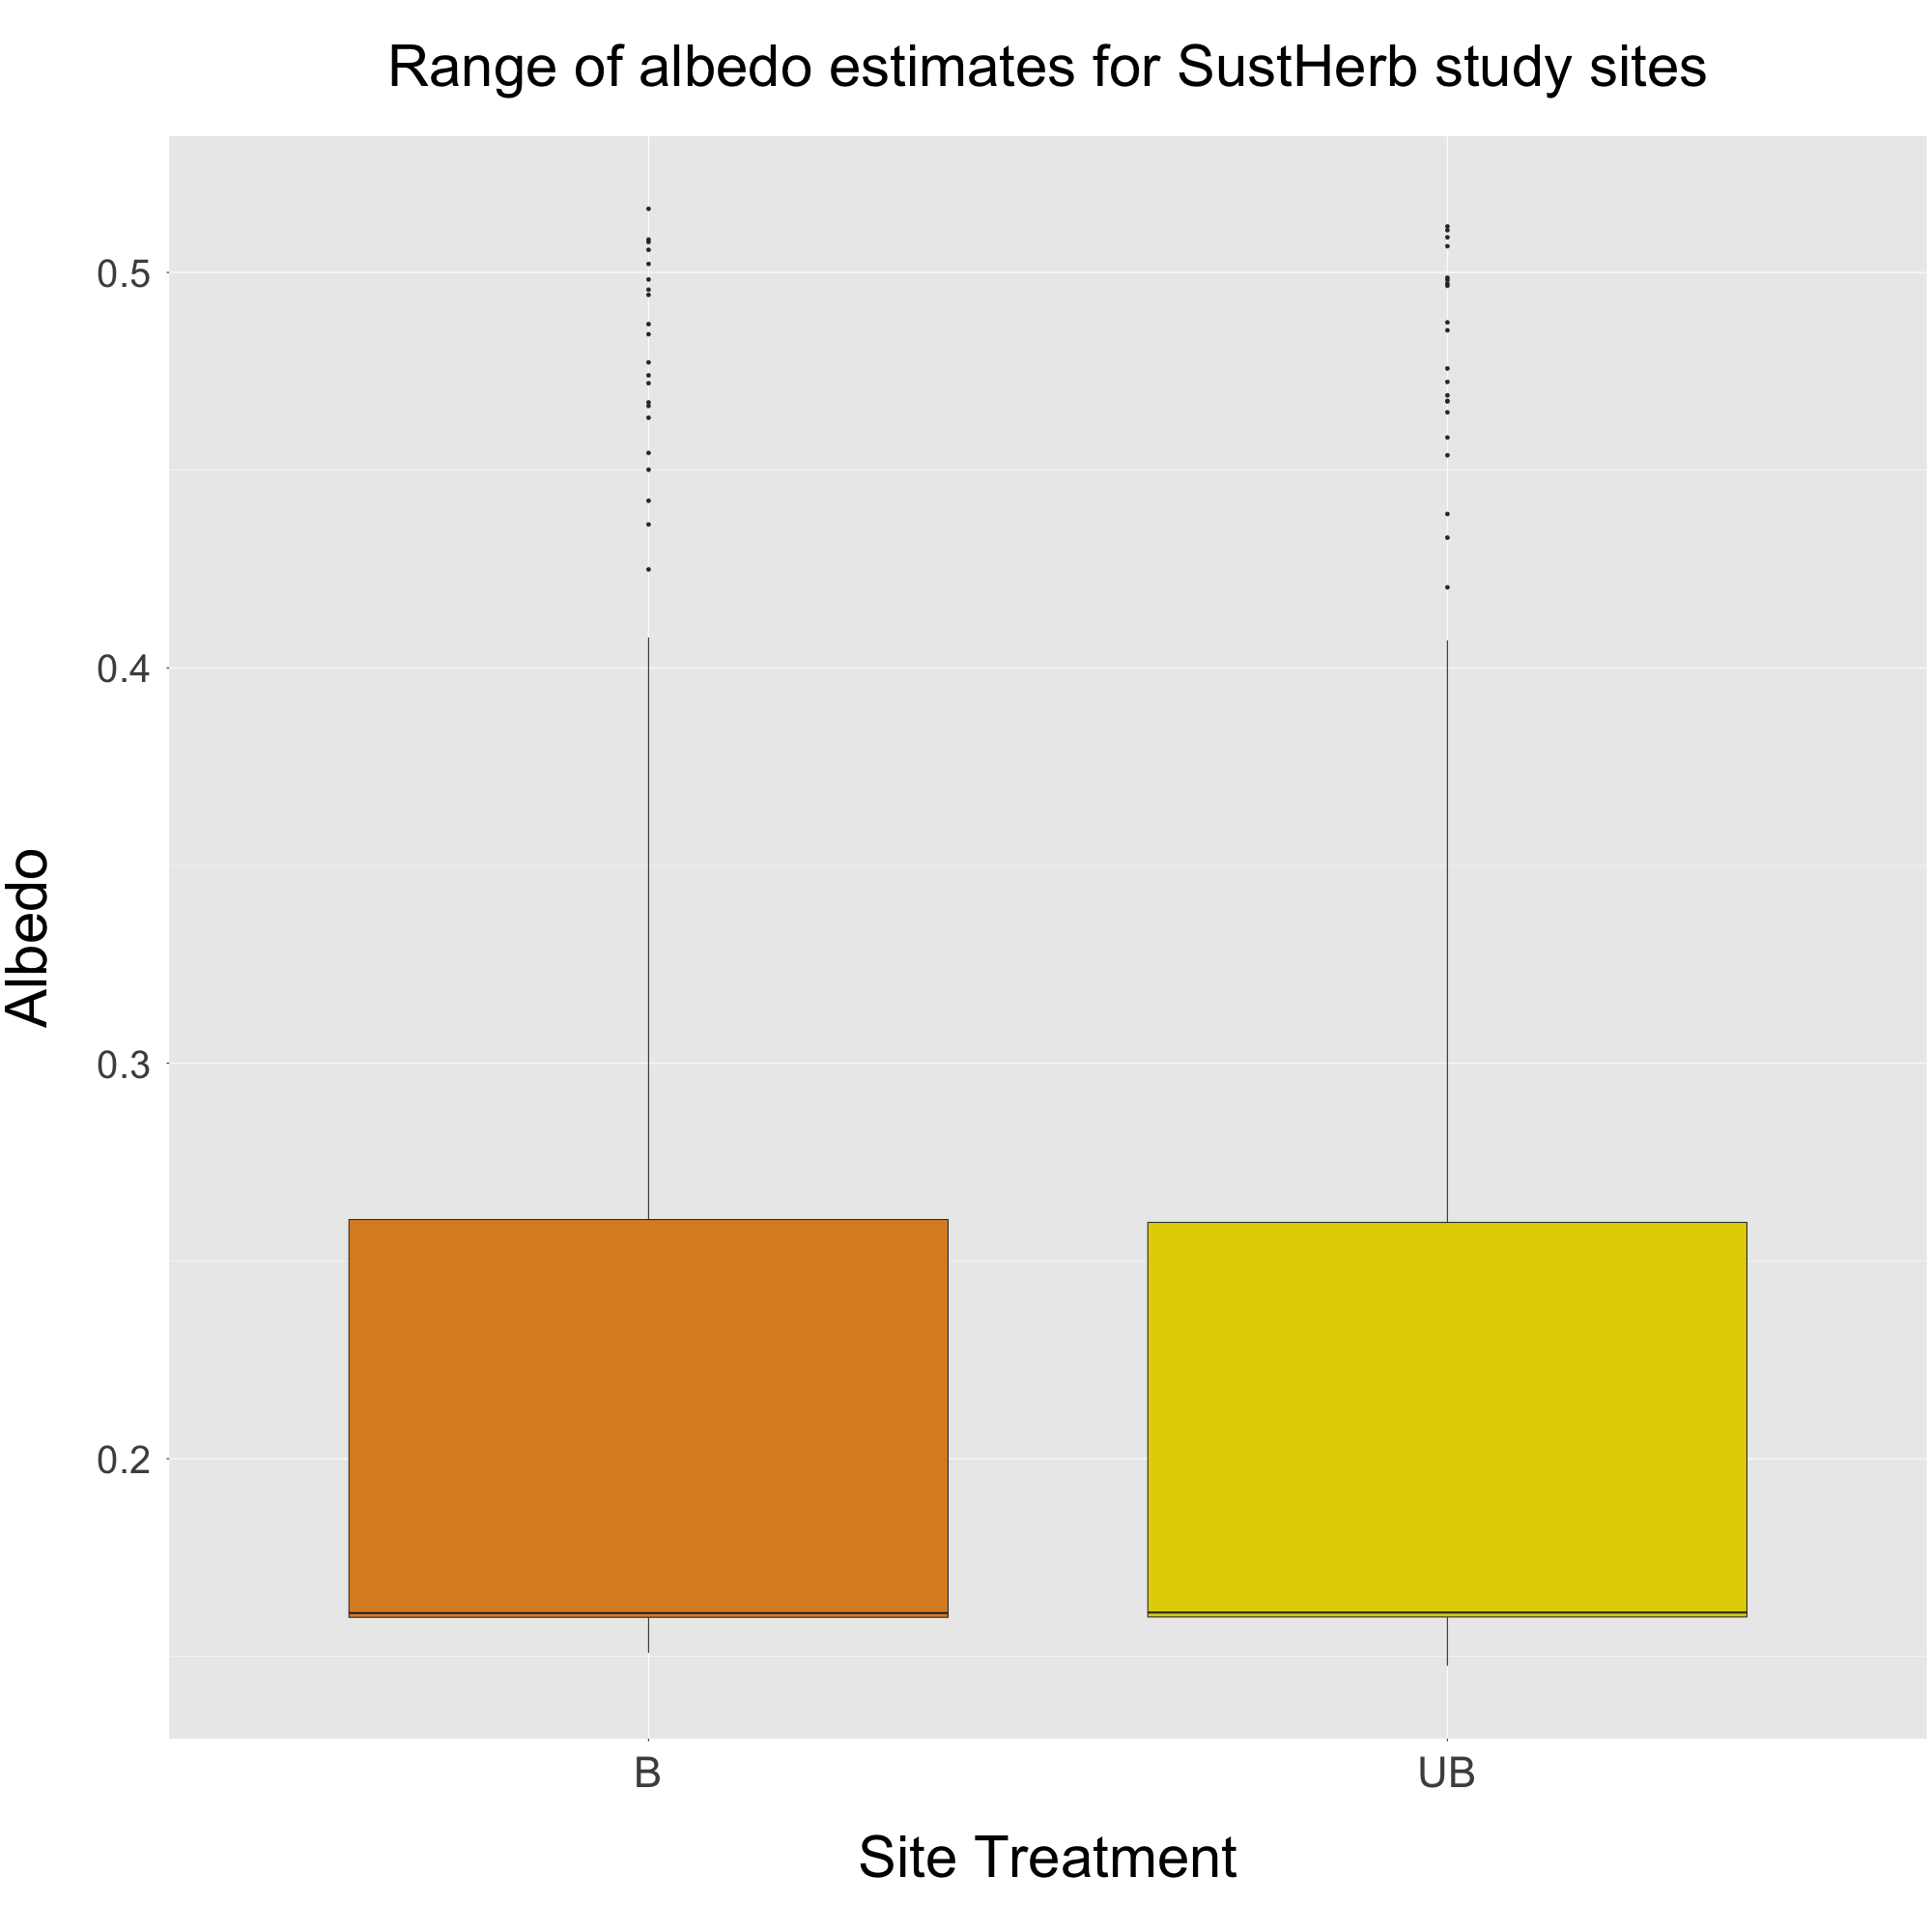 Range of albedo estimates for SustHerb study sites
Albedo
0.5
0.4
0.3
0.2
B
UB
Site Treatment